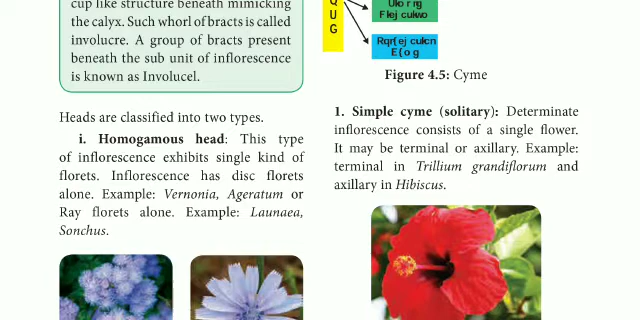 cup like structure beneath mimicking
the calyx. Such whorl of bracts is called
involucre. A group of bracts present
beneath the sub unit of inflorescence
is known as Involucel.
Heads are classified into two types.
i. Homogamous head: This type
of inflorescence exhibits single kind of
florets. Inflorescence has disc florets
alone. Example: Vernonia, Ageratum or
Ray florets alone. Example: Launaea,
Sonchus.
U
G
E{o g
Figure 4.5: Cyme
1. Simple cyme (solitary): Determinate
inflorescence consists of a single flower.
It may be terminal or axillary. Example:
terminal in Trillium grandiflorum and
axillary in Hibiscus.